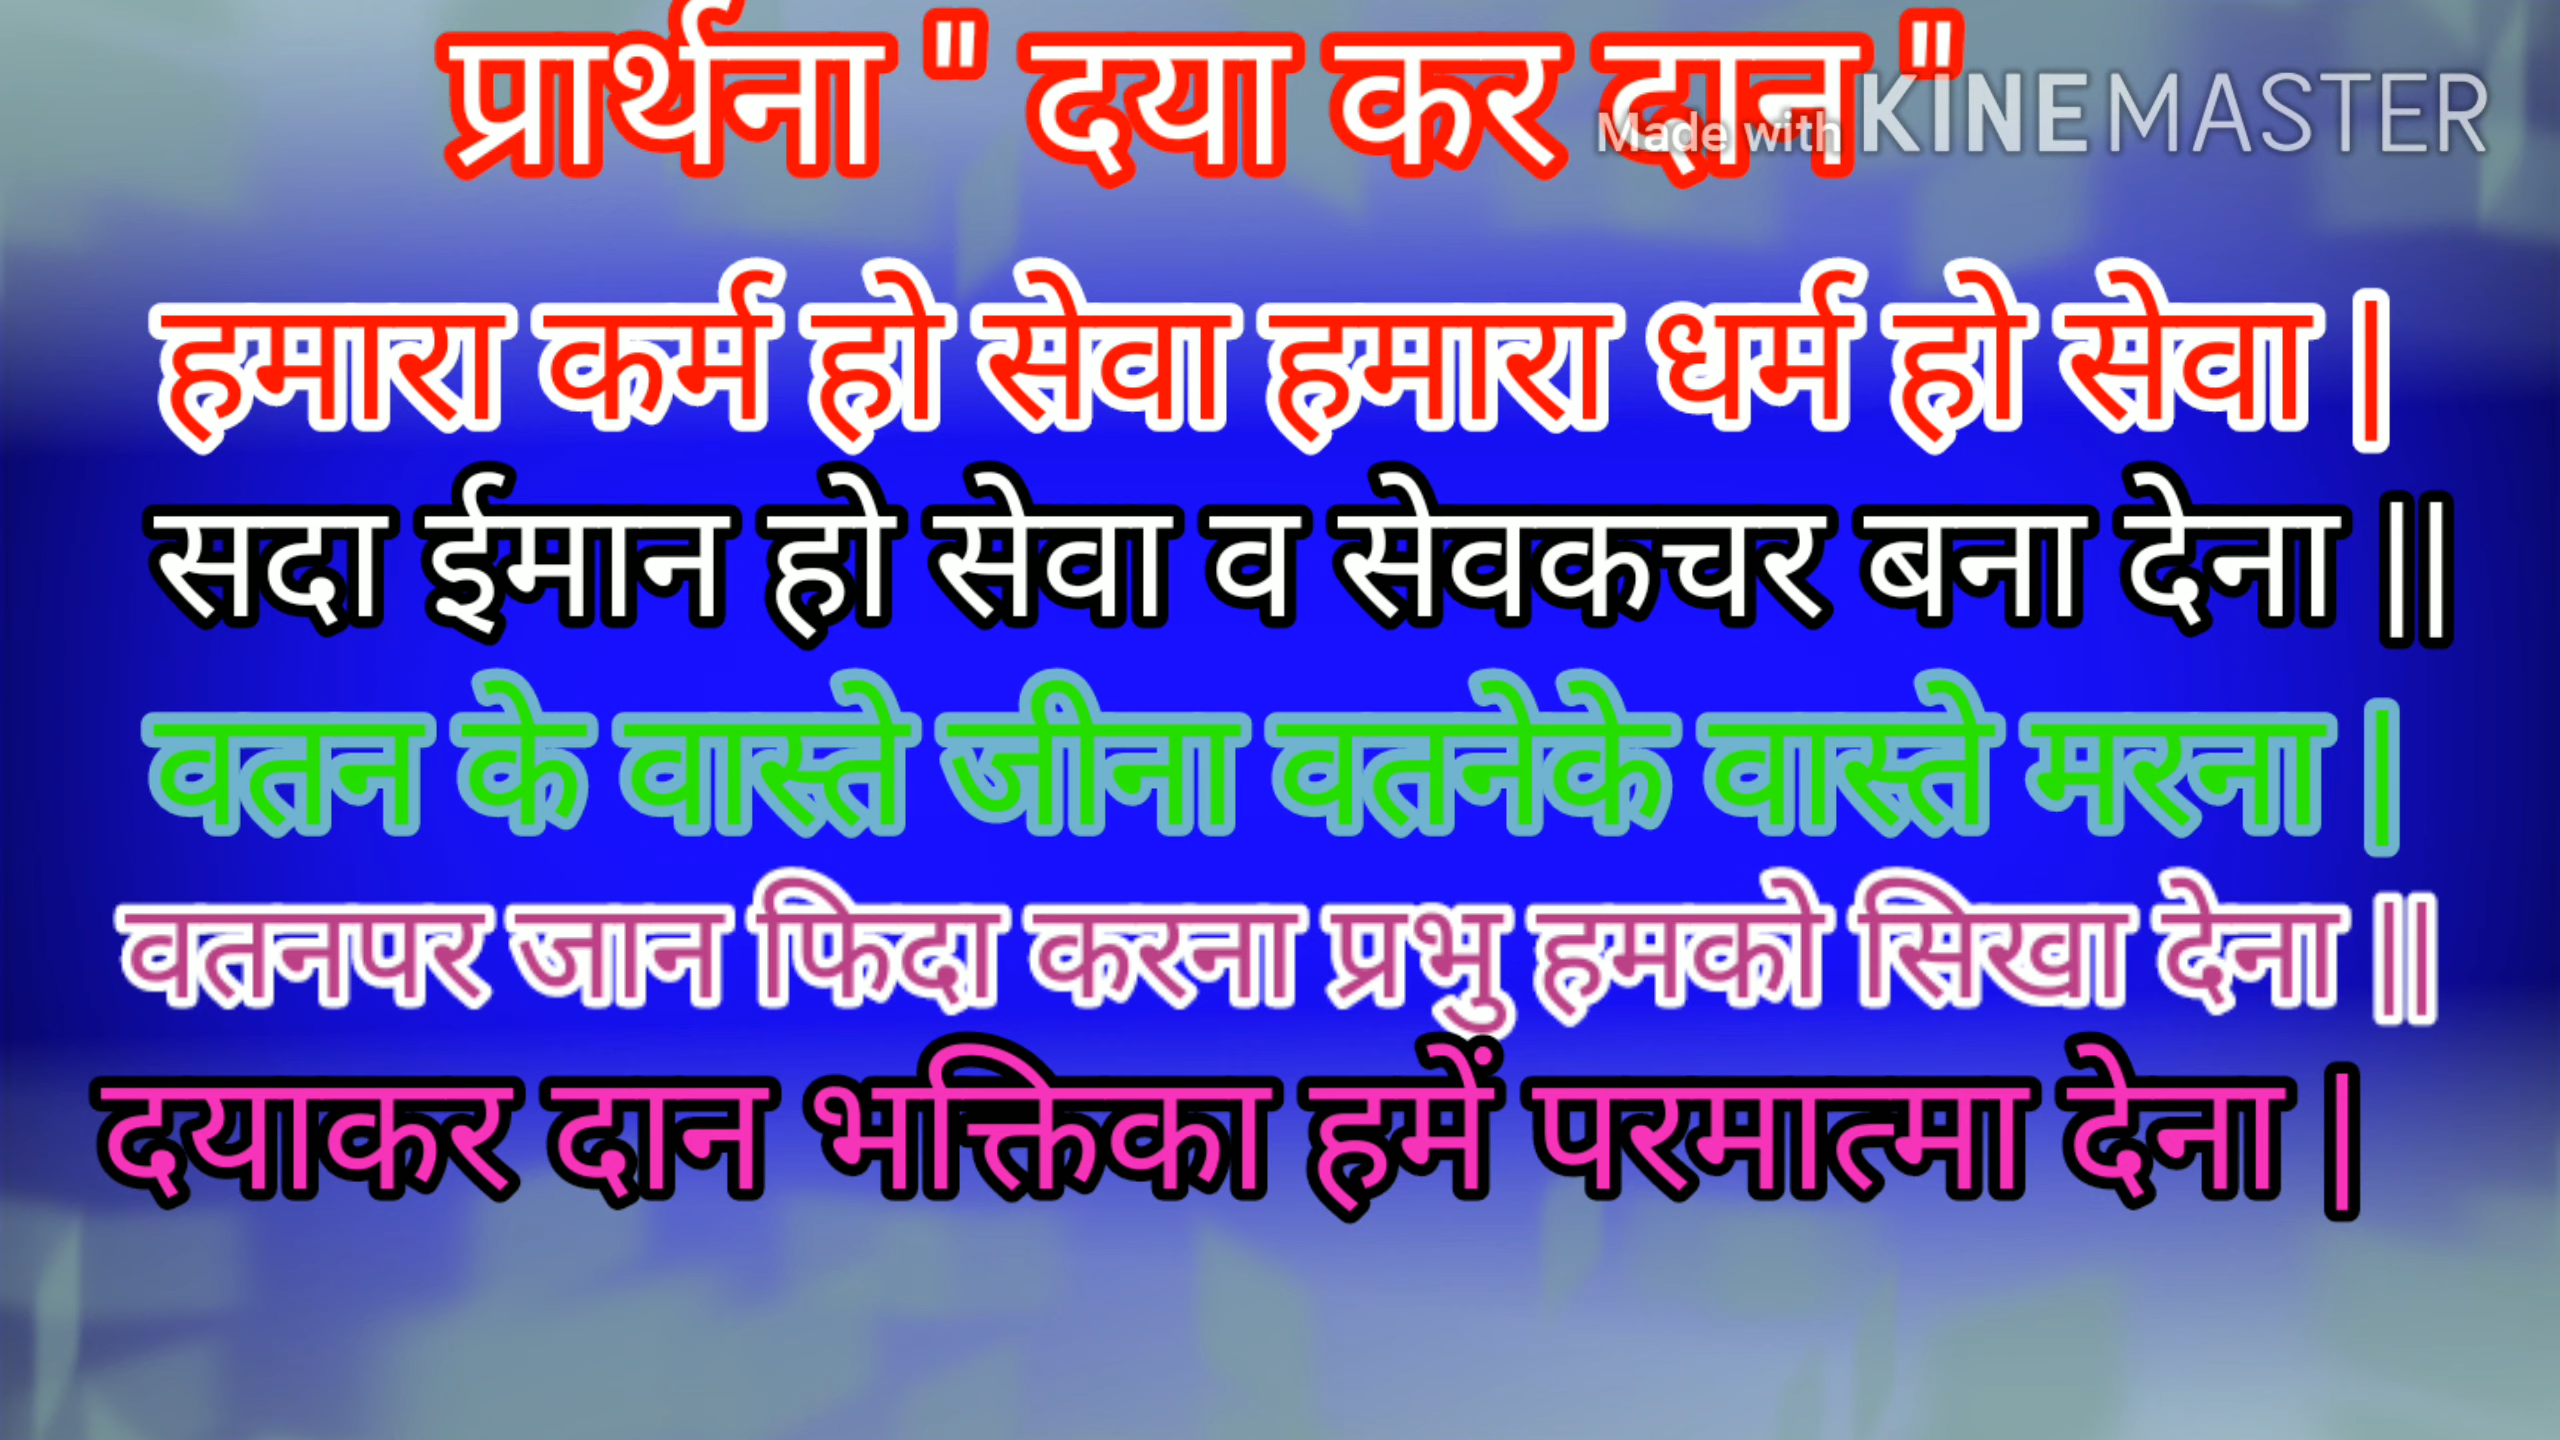 प्रार्थना " दया कर दान "
Made with KINEMASTER
हमारा कर्म हो सेवा हमारा धर्म हो सेवा |
सदा ईमान हो सेवा व सेवकचर बना देना ||
वतन के वास्ते जीना वतनेके वास्ते मरना |
वतनपर जान फिदा करना प्रभु हमको सिखा देना ||
दयाकर दान भक्तिका हमें परमात्मा देना |